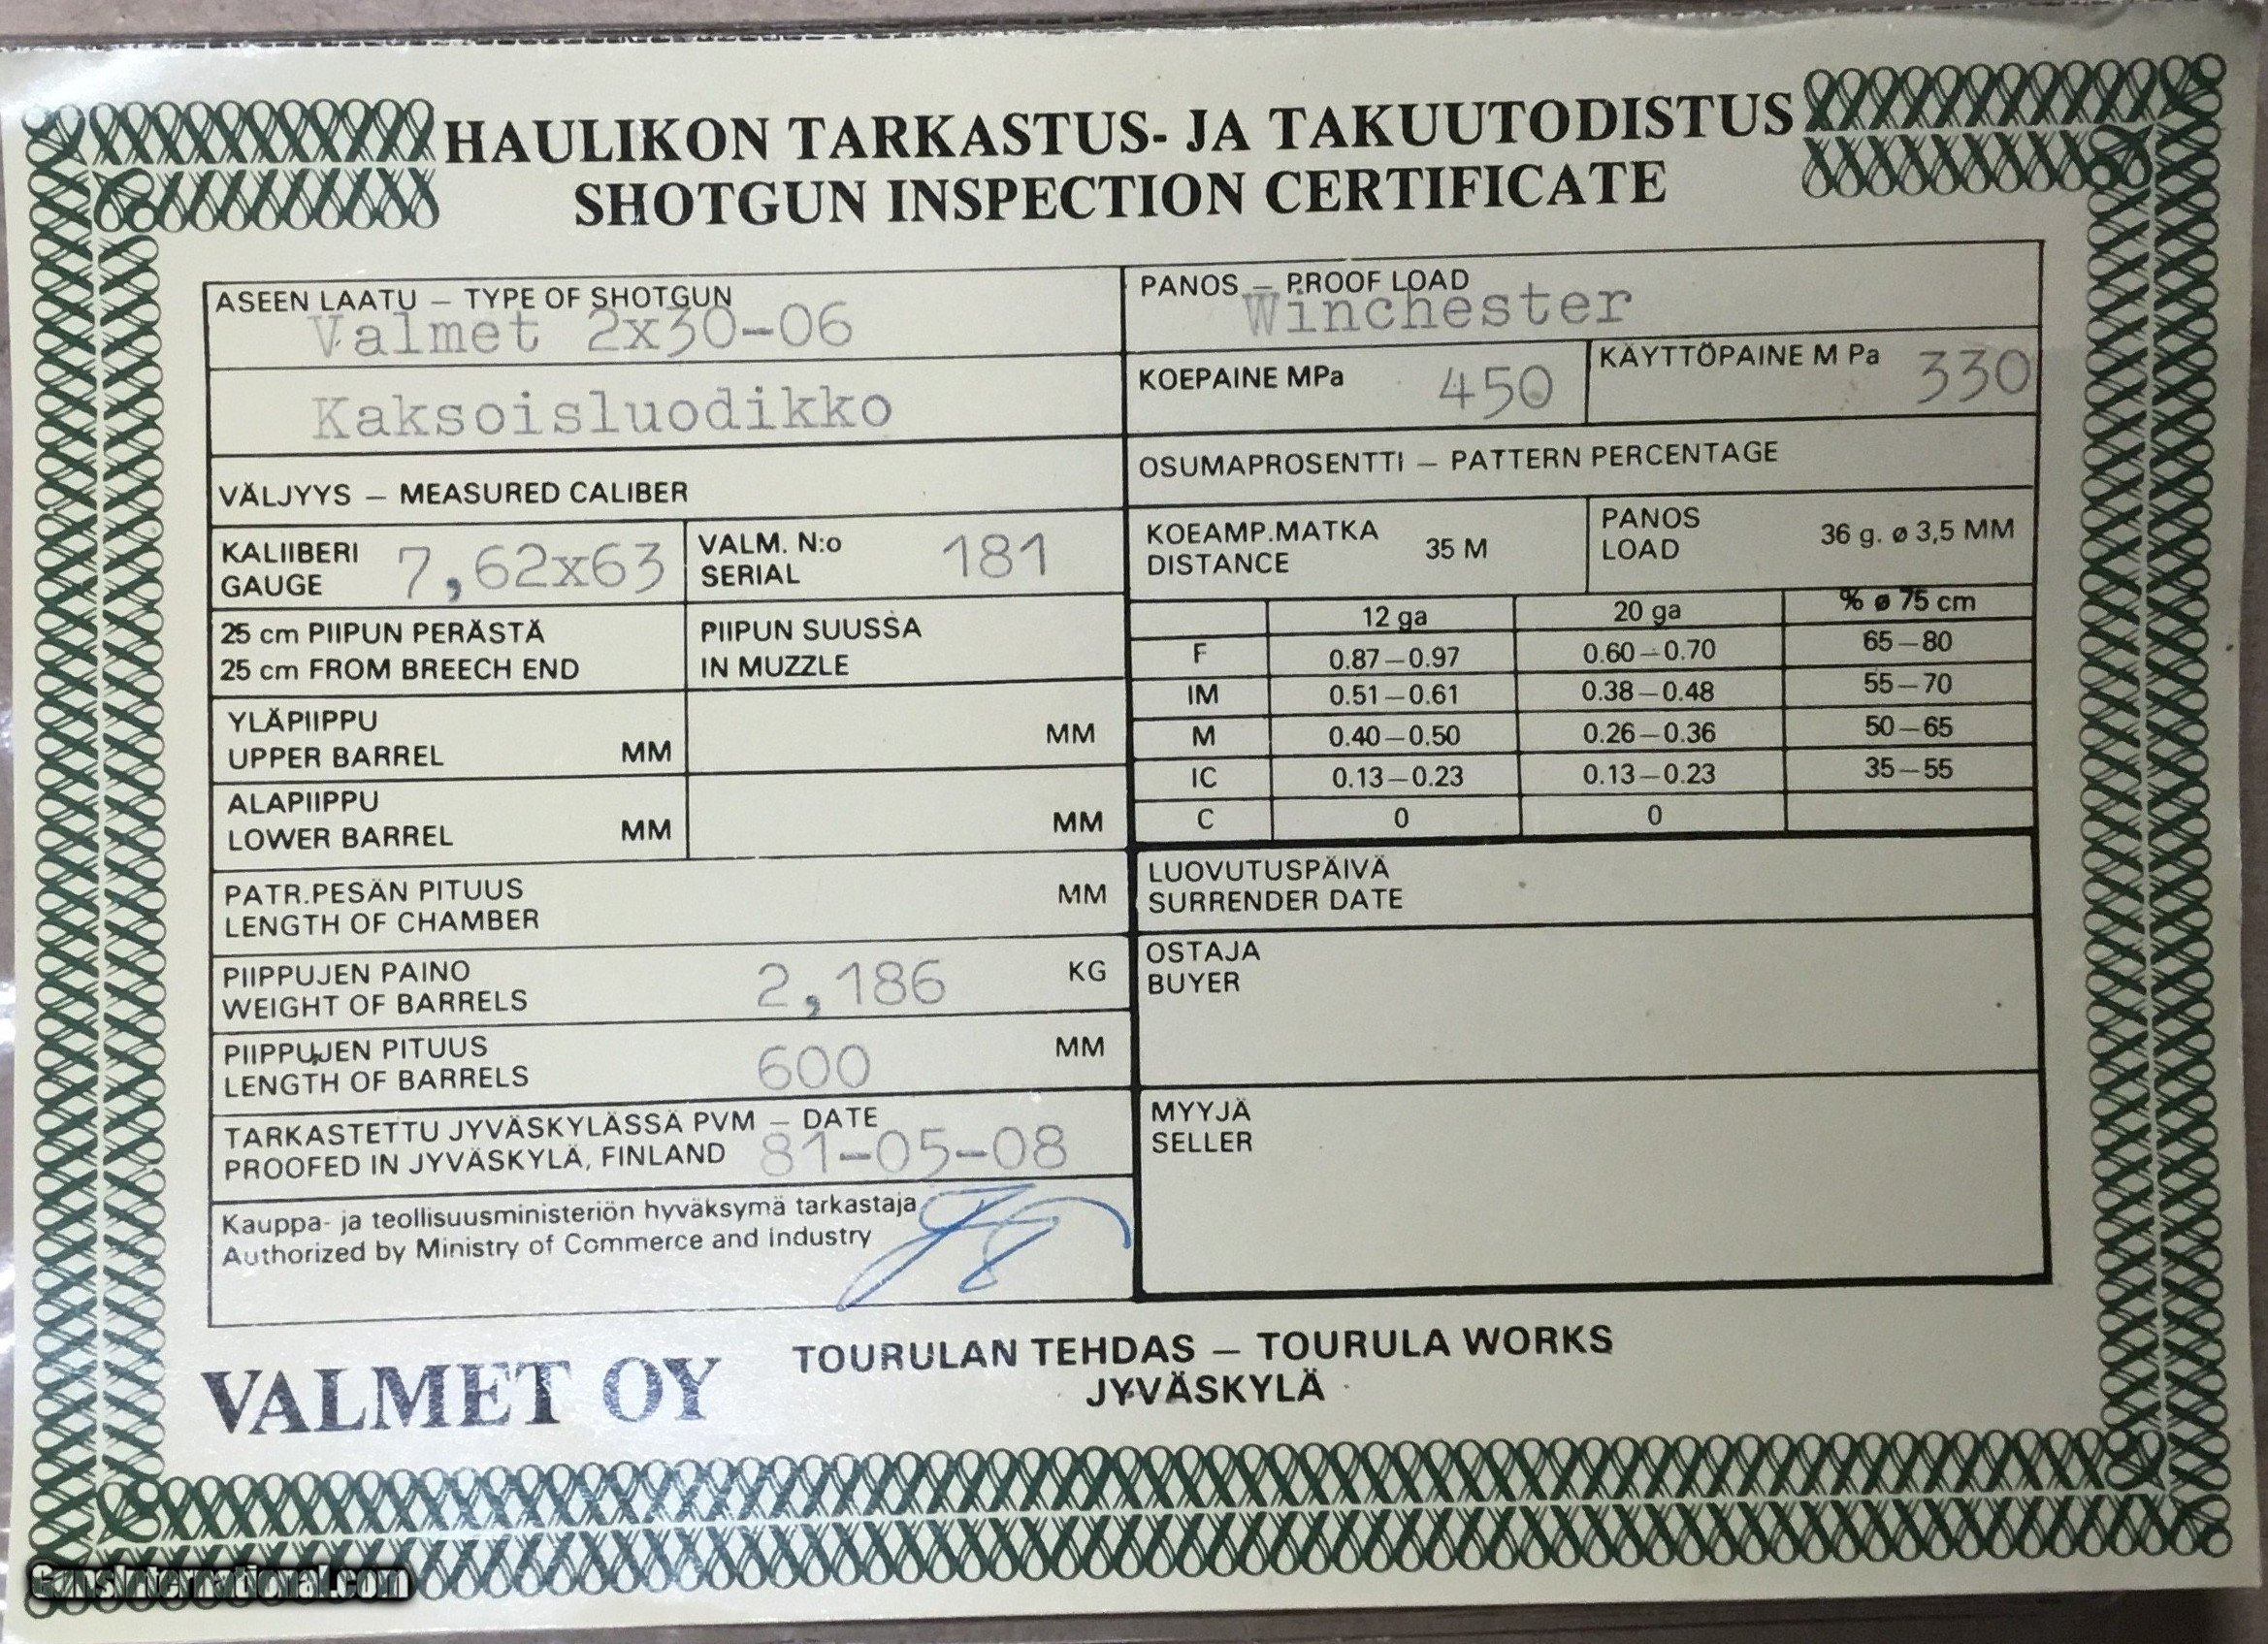 HAULIKON TARKASTUS- JA TAKUUTODISTUS
SHOTGUN INSPECTION CERTIFICATE
ASEEN LAATU – TYPE OF SHOTGUN
Valmet 2x30-06
Kaksoisluodikko
VÄLJYYS – MEASURED CALIBER
KALIIBERI
GAUGE
7,62x63
VALM. N:o
SERIAL
181
25 cm PIIPUN PERÄSTÄ
25 cm FROM BREECH END
PIIPUN SUUSSA
IN MUZZLE
YLÄPIIPPU
UPPER BARREL MM MM
ALAPIIPPU
LOWER BARREL MM MM
PATR.PESÄN PITUUS MM
LENGTH OF CHAMBER
PIIPPUJEN PAINO
WEIGHT OF BARRELS
2,186 KG
PIIPPUJEN PITUUS
LENGTH OF BARRELS
600 MM
TARKASTETTU JYVÄSKYLÄSSÄ PVM – DATE
PROOFED IN JYVÄSKYLÄ, FINLAND 81-05-08
Kauppa- ja teollisuusministeriön hyväksymä tarkastaja
Authorized by Ministry of Commerce and Industry
PANOS – PROOF LOAD
Winchester
KOEPAINE MPa 450
KÄYTTÖPAINE M Pa 330
OSUMAPROSENTTI – PATTERN PERCENTAGE
KOEAMP.MATKA
DISTANCE
35 M
PANOS
LOAD
36 g. ø 3,5 MM
12 ga 20 ga % ø 75 cm
F 0.87–0.97 0.60–0.70 65–80
IM 0.51–0.61 0.38–0.48 55–70
M 0.40–0.50 0.26–0.36 50–65
IC 0.13–0.23 0.13–0.23 35–55
C 0 0
LUOVUTUSPÄIVÄ
SURRENDER DATE
OSTAJA
BUYER
MYYJÄ
SELLER
VALMET OY
TOURULAN TEHDAS – TOURULA WORKS
JYVÄSKYLÄ
GunsInternational.com